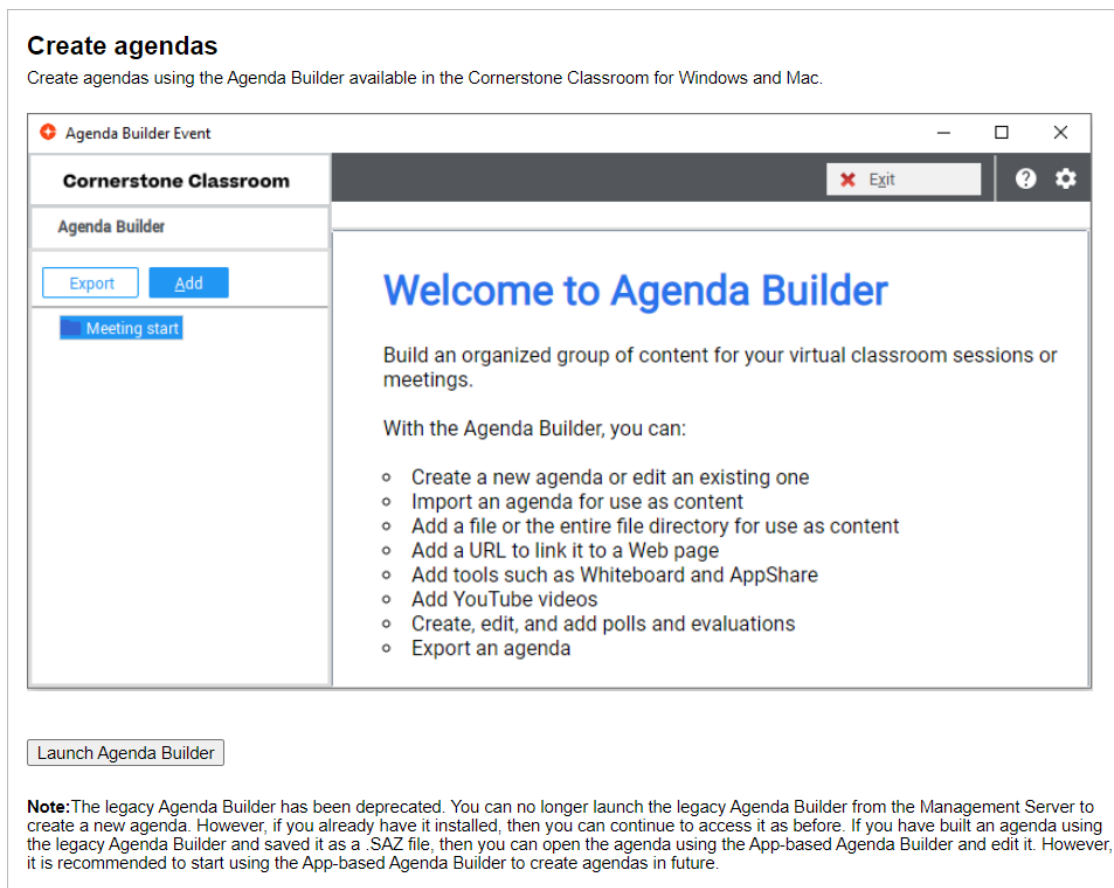 Create agendas
Create agendas using the Agenda Builder available in the Cornerstone Classroom for Windows and Mac.
Agenda Builder Event
Cornerstone Classroom
Exit
Agenda Builder
Export
Add
Meeting start
Welcome to Agenda Builder
Build an organized group of content for your virtual classroom sessions or
meetings.
With the Agenda Builder, you can:
Create a new agenda or edit an existing one
Import an agenda for use as content
Add a file or the entire file directory for use as content
Add a URL to link it to a Web page
Add tools such as Whiteboard and AppShare
Add YouTube videos
Create, edit, and add polls and evaluations
Export an agenda
Launch Agenda Builder
Note:The legacy Agenda Builder has been deprecated. You can no longer launch the legacy Agenda Builder from the Management Server to
create a new agenda. However, if you already have it installed, then you can continue to access it as before. If you have built an agenda using
the legacy Agenda Builder and saved it as a .SAZ file, then you can open the agenda using the App-based Agenda Builder and edit it. However,
it is recommended to start using the App-based Agenda Builder to create agendas in future.